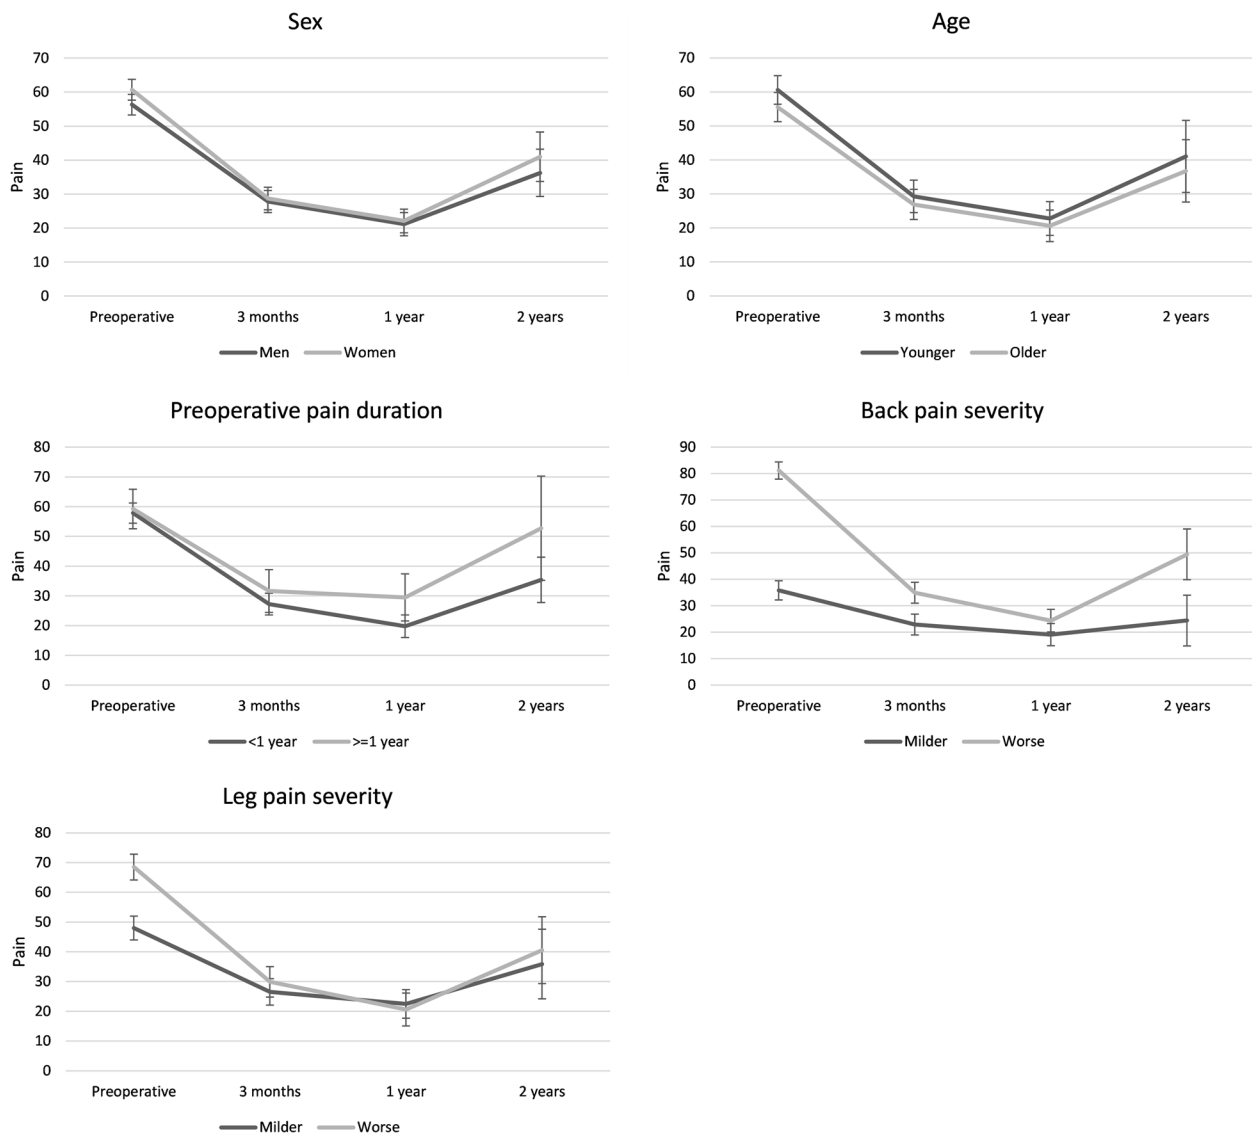 Sex
70
60
50
40
30
20
10
0
Pain
Preoperative 3 months 1 year 2 years
Men Women
Age
70
60
50
40
30
20
10
0
Pain
Preoperative 3 months 1 year 2 years
Younger Older
Preoperative pain duration
80
70
60
50
40
30
20
10
0
Pain
Preoperative 3 months 1 year 2 years
<1 year >=1 year
Back pain severity
90
80
70
60
50
40
30
20
10
0
Pain
Preoperative 3 months 1 year 2 years
Milder Worse
Leg pain severity
80
70
60
50
40
30
20
10
0
Pain
Preoperative 3 months 1 year 2 years
Milder Worse